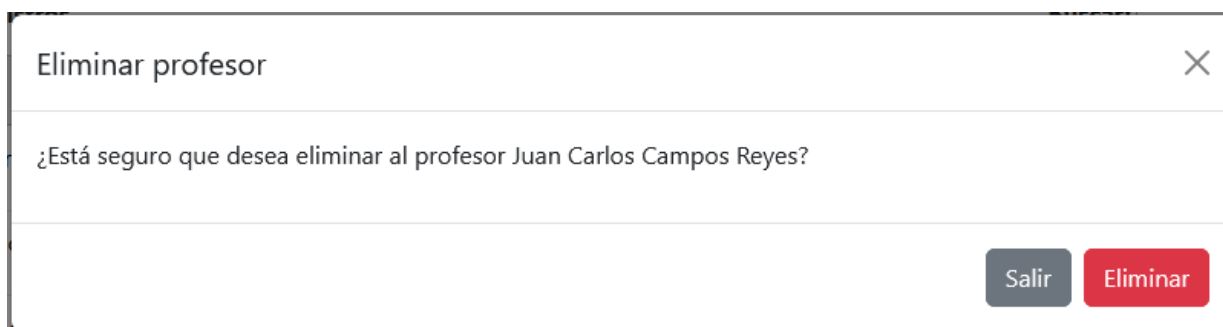 Eliminar profesor
¿Está seguro que desea eliminar al profesor Juan Carlos Campos Reyes?
Salir Eliminar